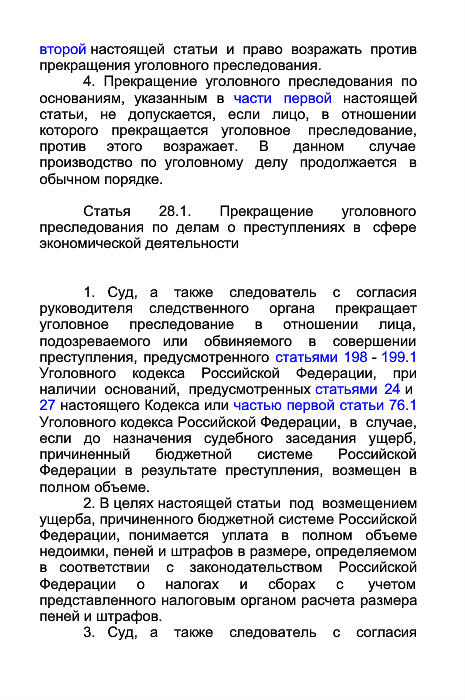 второй настоящей статьи и право возражать против
прекращения уголовного преследования.
4. Прекращение уголовного преследования по
основаниям, указанным в части первой настоящей
статьи, не допускается, если лицо, в отношении
которого прекращается уголовное преследование,
против этого возражает. В данном случае
производство по уголовному делу продолжается в
обычном порядке.
Статья 28.1. Прекращение уголовного
преследования по делам о преступлениях в сфере
экономической деятельности
1. Суд, а также следователь с согласия
руководителя следственного органа прекращает
уголовное преследование в отношении лица,
подозреваемого или обвиняемого в совершении
преступления, предусмотренного статьями 198 - 199.1
Уголовного кодекса Российской Федерации, при
наличии оснований, предусмотренных статьями 24 и
27 настоящего Кодекса или частью первой статьи 76.1
Уголовного кодекса Российской Федерации, в случае,
если до назначения судебного заседания ущерб,
причиненный бюджетной системе Российской
Федерации в результате преступления, возмещен в
полном объеме.
2. В целях настоящей статьи под возмещением
ущерба, причиненного бюджетной системе Российской
Федерации, понимается уплата в полном объеме
недоимки, пеней и штрафов в размере, определяемом
в соответствии с законодательством Российской
Федерации о налогах и сборах с учетом
представленного налоговым органом расчета размера
пеней и штрафов.
3. Суд, а также следователь с согласия